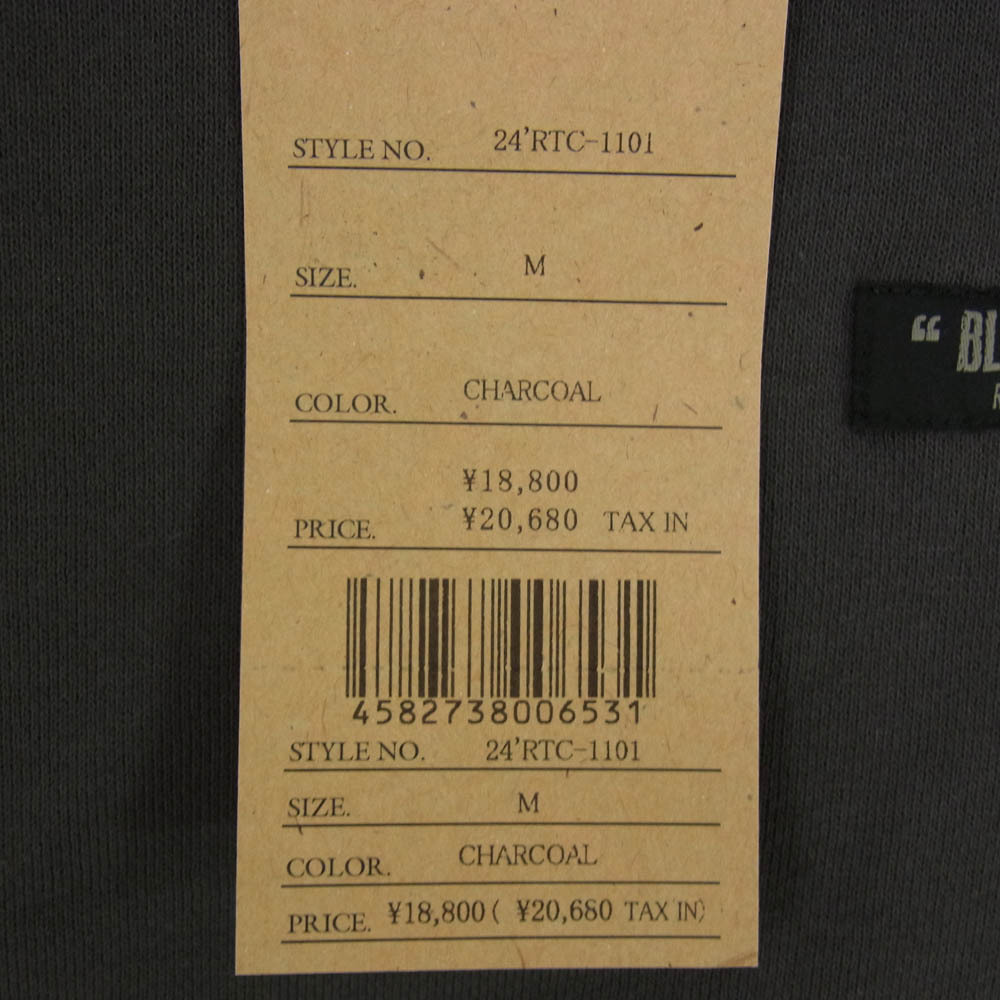 STYLE NO. 24'RTC-1101
SIZE. M
COLOR. CHARCOAL
¥18,800
PRICE. ¥20,680 TAX IN
4582738006531
STYLE NO. 24'RTC-1101
SIZE. M
COLOR. CHARCOAL
PRICE. ¥18,800 ( ¥20,680 TAX IN)
“ BL